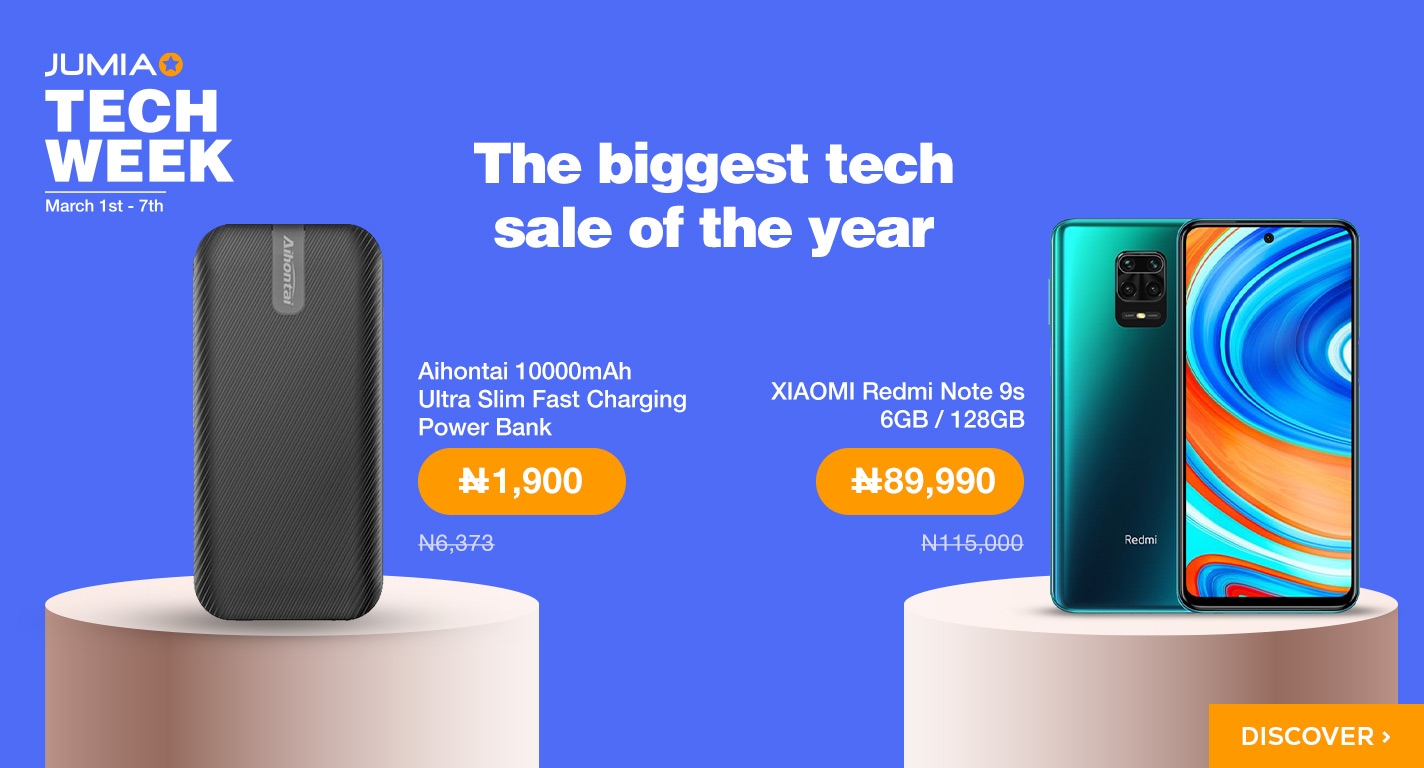 JUMIA
TECH
WEEK
March 1st - 7th
The biggest tech
sale of the year
Aihontai
Aihontai 10000mAh
Ultra Slim Fast Charging
Power Bank
₦1,900
N6,373
XIAOMI Redmi Note 9s
6GB / 128GB
₦89,990
N115,000
Redmi
DISCOVER ›